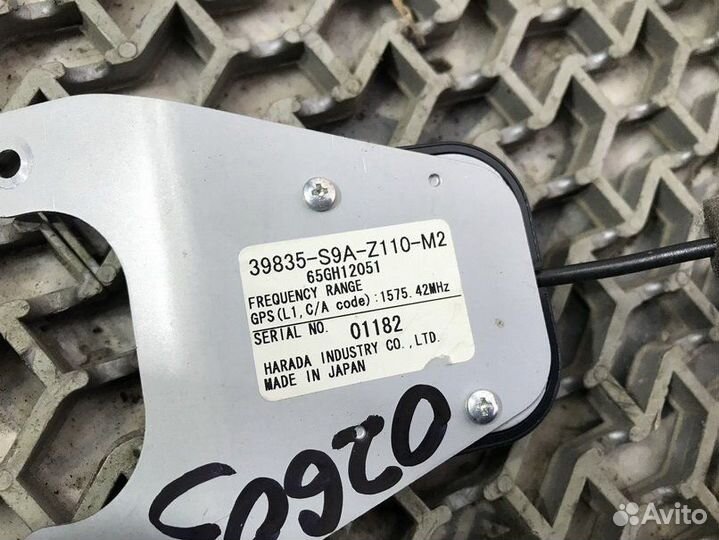 39835-S9A-Z110-M2
65GH12051
FREQUENCY RANGE
GPS(L1,C/A code):1575.42MHz
SERIAL NO. 01182
HARADA INDUSTRY CO.,LTD.
MADE IN JAPAN
02603
Avito